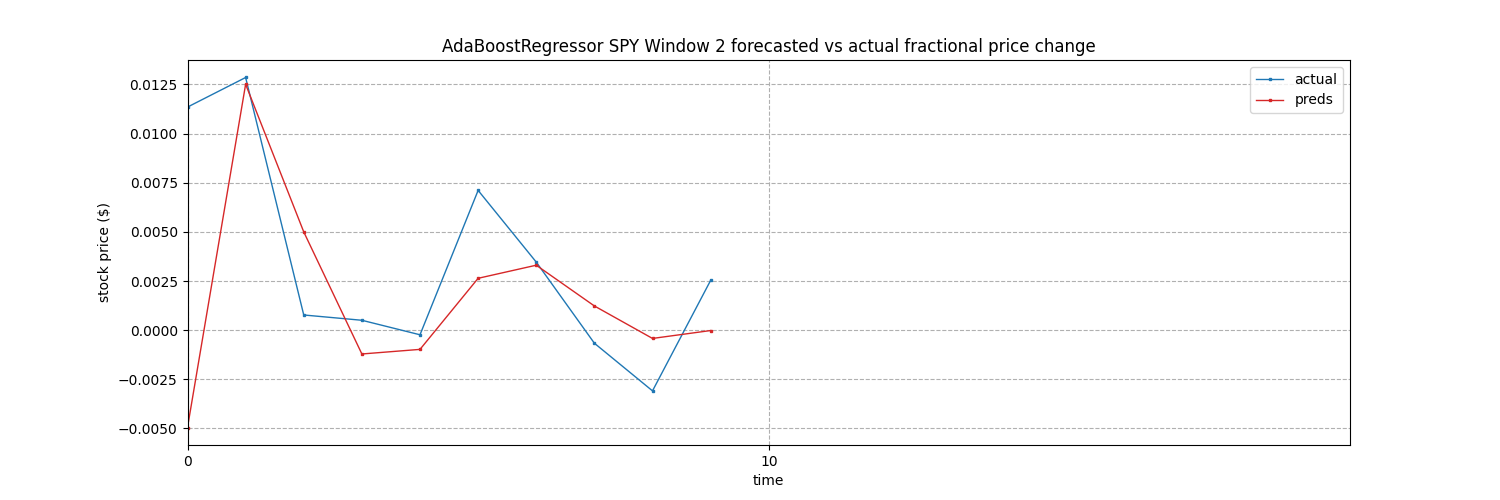 AdaBoostRegressor SPY Window 2 forecasted vs actual fractional price change
actual
preds
0.0125
0.0100
0.0075
0.0050
0.0025
0.0000
−0.0025
−0.0050
stock price ($)
0
10
time